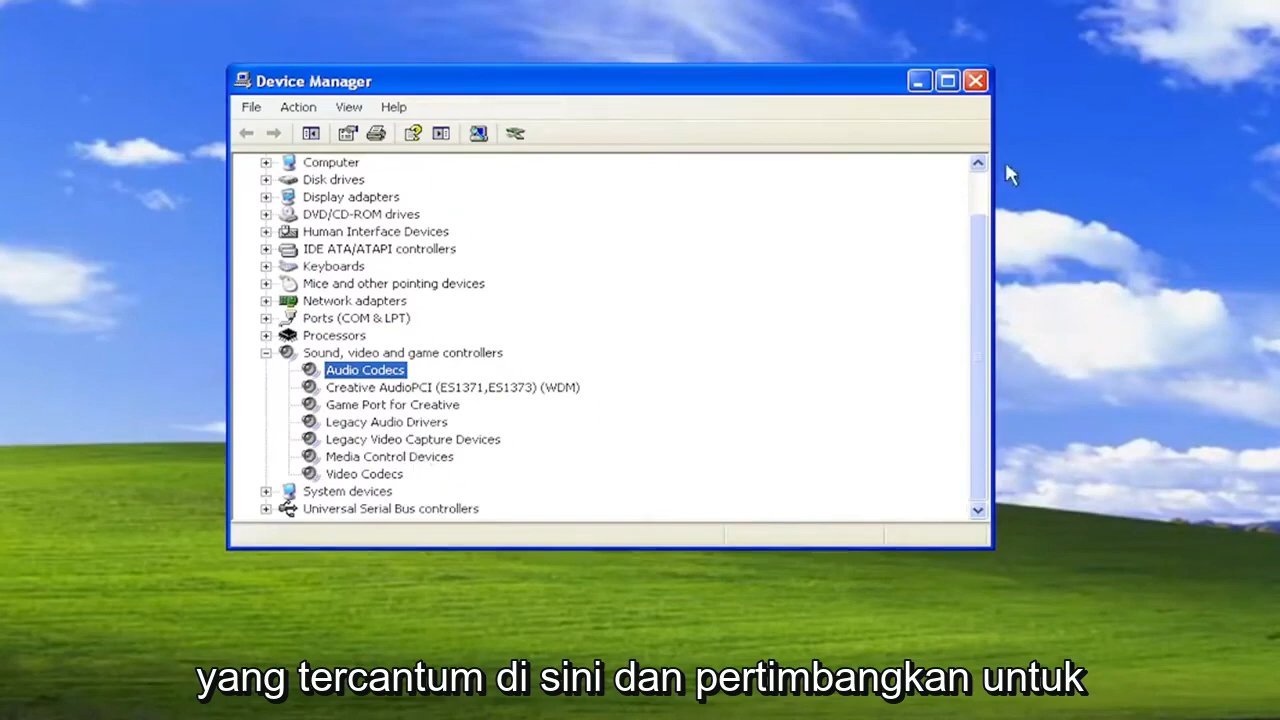 Device Manager
File Action View Help
Computer
Disk drives
Display adapters
DVD/CD-ROM drives
Human Interface Devices
IDE ATA/ATAPI controllers
Keyboards
Mice and other pointing devices
Network adapters
Ports (COM & LPT)
Processors
Sound, video and game controllers
Audio Codecs
Creative AudioPCI (ES1371,ES1373) (WDM)
Game Port for Creative
Legacy Audio Drivers
Legacy Video Capture Devices
Media Control Devices
Video Codecs
System devices
Universal Serial Bus controllers
yang tercantum di sini dan pertimbangkan untuk